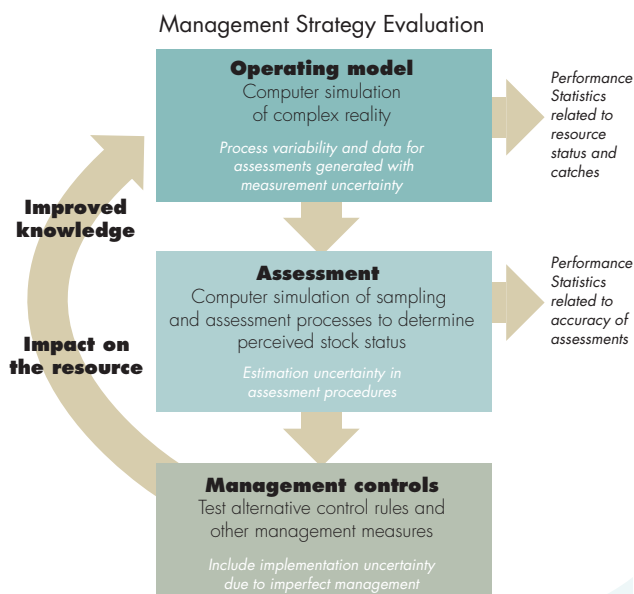 Management Strategy Evaluation
Operating model
Computer simulation
of complex reality
Process variability and data for
assessments generated with
measurement uncertainty
Performance
Statistics
related to
resource
status and
catches
Improved
knowledge
Assessment
Computer simulation of sampling
and assessment processes to determine
perceived stock status
Estimation uncertainty in
assessment procedures
Performance
Statistics
related to
accuracy of
assessments
Impact on
the resource
Management controls
Test alternative control rules and
other management measures
Include implementation uncertainty
due to imperfect management